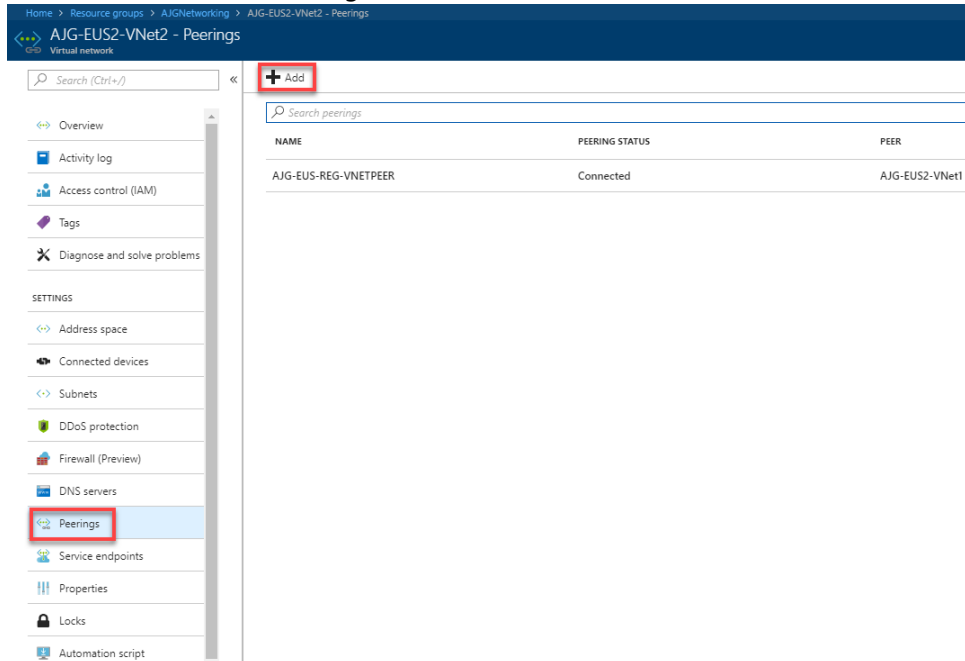 Home > Resource groups > AJGNetworking > AJG-EUS2-VNet2 - Peerings
AJG-EUS2-VNet2 - Peerings
Virtual network
Search (Ctrl+/)
«
Overview
Activity log
Access control (IAM)
Tags
Diagnose and solve problems
SETTINGS
Address space
Connected devices
Subnets
DDoS protection
Firewall (Preview)
DNS servers
Peerings
Service endpoints
Properties
Locks
Automation script
Add
Search peerings
NAME PEERING STATUS PEER
AJG-EUS-REG-VNETPEER Connected AJG-EUS2-VNet1